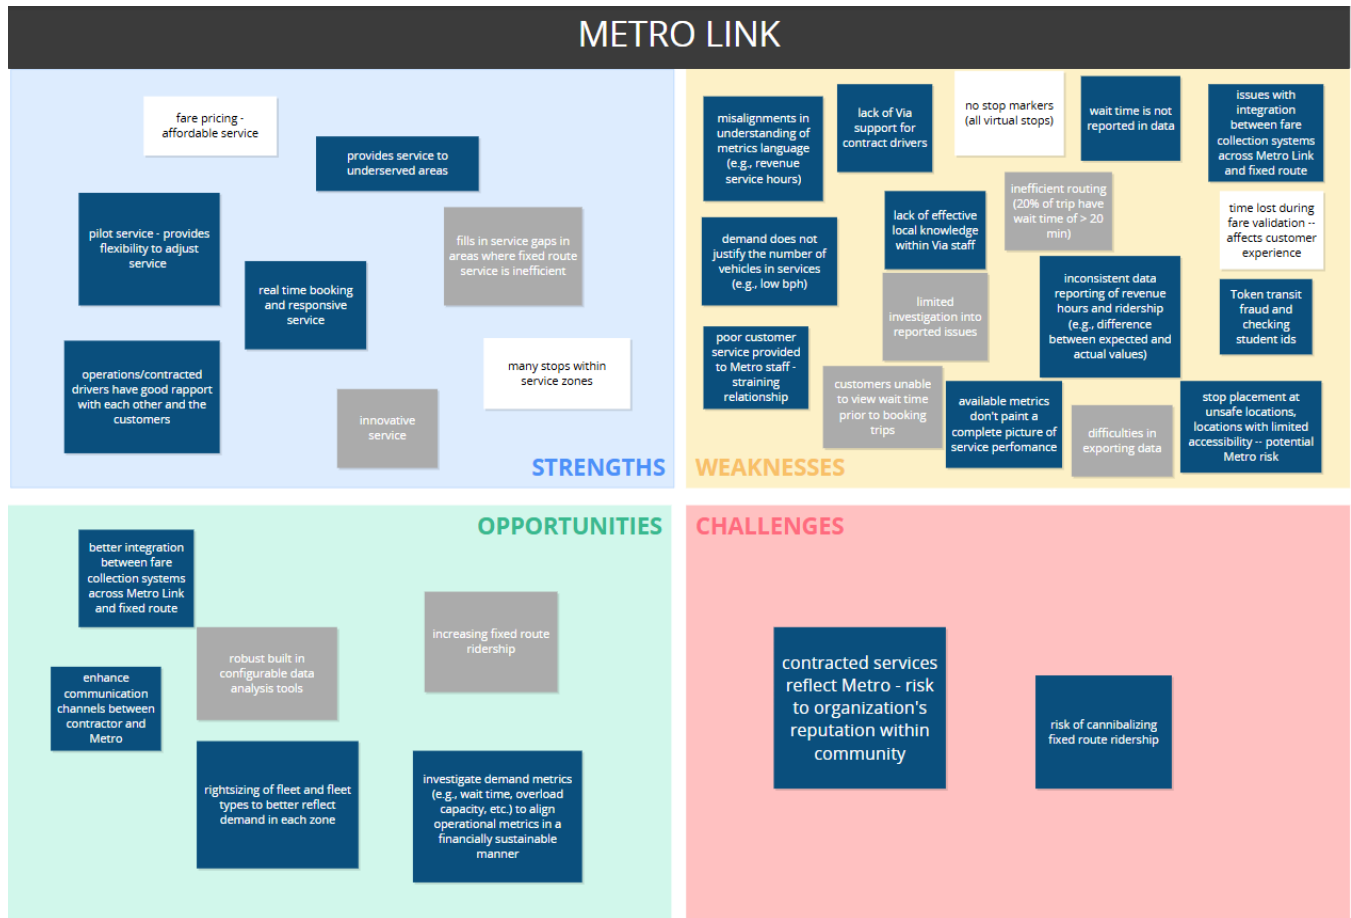 METRO LINK
fare pricing -
affordable service
provides service to
underserved areas
pilot service - provides
flexibility to adjust
service
fills in service gaps in
areas where fixed route
service is inefficient
real time booking
and responsive
service
operations/contracted
drivers have good rapport
with each other and the
customers
many stops within
service zones
innovative
service
STRENGTHS
misalignments in
understanding of
metrics language
(e.g., revenue
service hours)
lack of Via
support for
contract drivers
no stop markers
(all virtual stops)
wait time is not
reported in data
issues with
integration
between fare
collection systems
across Metro Link
and fixed route
inefficient routing
(20% of trip have
wait time of > 20
min)
lack of effective
local knowledge
within Via staff
time lost during
fare validation --
affects customer
experience
demand does not
justify the number of
vehicles in services
(e.g., low bph)
limited
investigation into
reported issues
inconsistent data
reporting of revenue
hours and ridership
(e.g., difference
between expected and
actual values)
Token transit
fraud and
checking
student ids
poor customer
service provided
to Metro staff -
straining
relationship
customers unable
to view wait time
prior to booking
trips
available metrics
don't paint a
complete picture of
service perfomance
difficulties in
exporting data
stop placement at
unsafe locations,
locations with limited
accessibility -- potential
Metro risk
WEAKNESSES
OPPORTUNITIES
better integration
between fare
collection systems
across Metro Link
and fixed route
increasing fixed route
ridership
robust built in
configurable data
analysis tools
enhance
communication
channels between
contractor and
Metro
rightsizing of fleet and fleet
types to better reflect
demand in each zone
investigate demand metrics
(e.g., wait time, overload
capacity, etc.) to align
operational metrics in a
financially sustainable
manner
CHALLENGES
contracted services
reflect Metro - risk
to organization's
reputation within
community
risk of cannibalizing
fixed route ridership